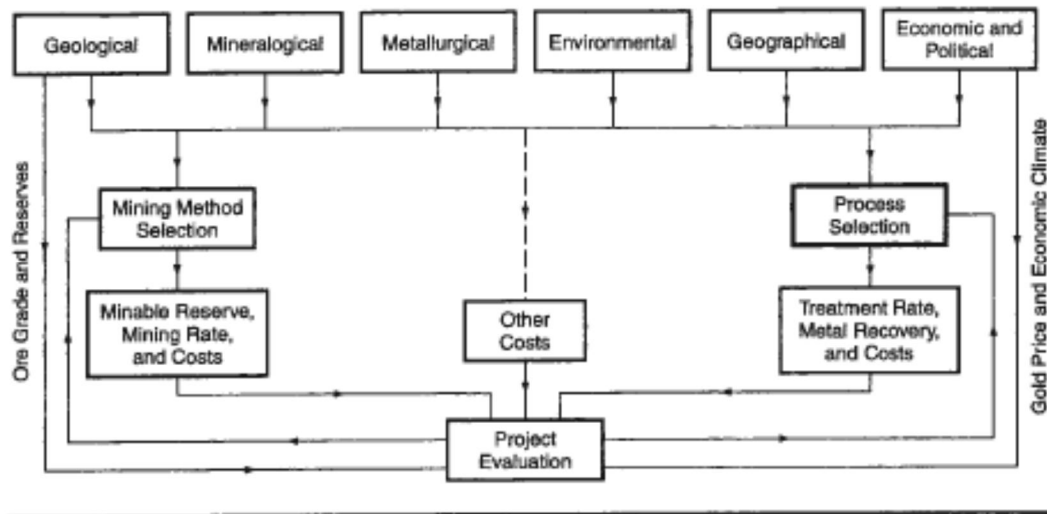 Geological
Mineralogical
Metallurgical
Environmental
Geographical
Economic and
Political
Ore Grade and Reserves
Gold Price and Economic Climate
Mining Method
Selection
Process
Selection
Minable Reserve,
Mining Rate,
and Costs
Other
Costs
Treatment Rate,
Metal Recovery,
and Costs
Project
Evaluation